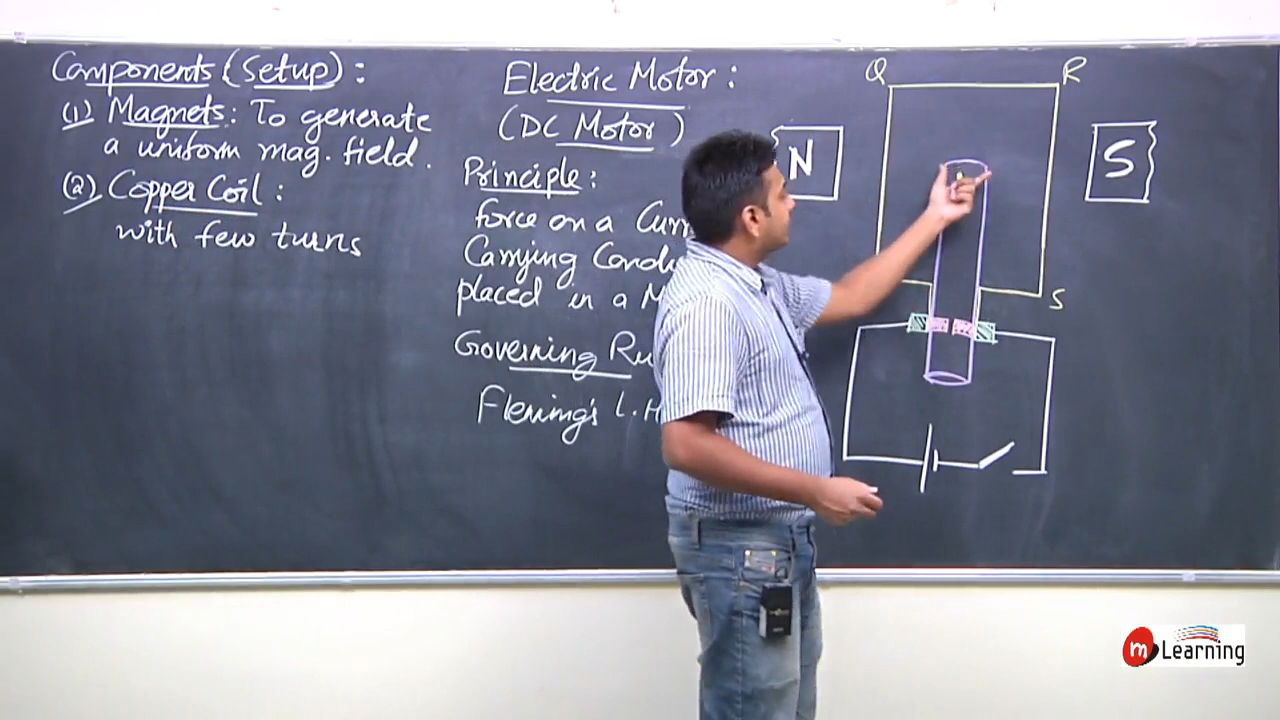 Components (Setup) :
(1) Magnets : To generate
a uniform mag. field.
(2) Copper Coil :
with few turns
Electric Motor :
(DC Motor)
Principle :
force on a
Carrying
placed in a
Governing
Fleming's L.
Q R
N S
S
m Learning